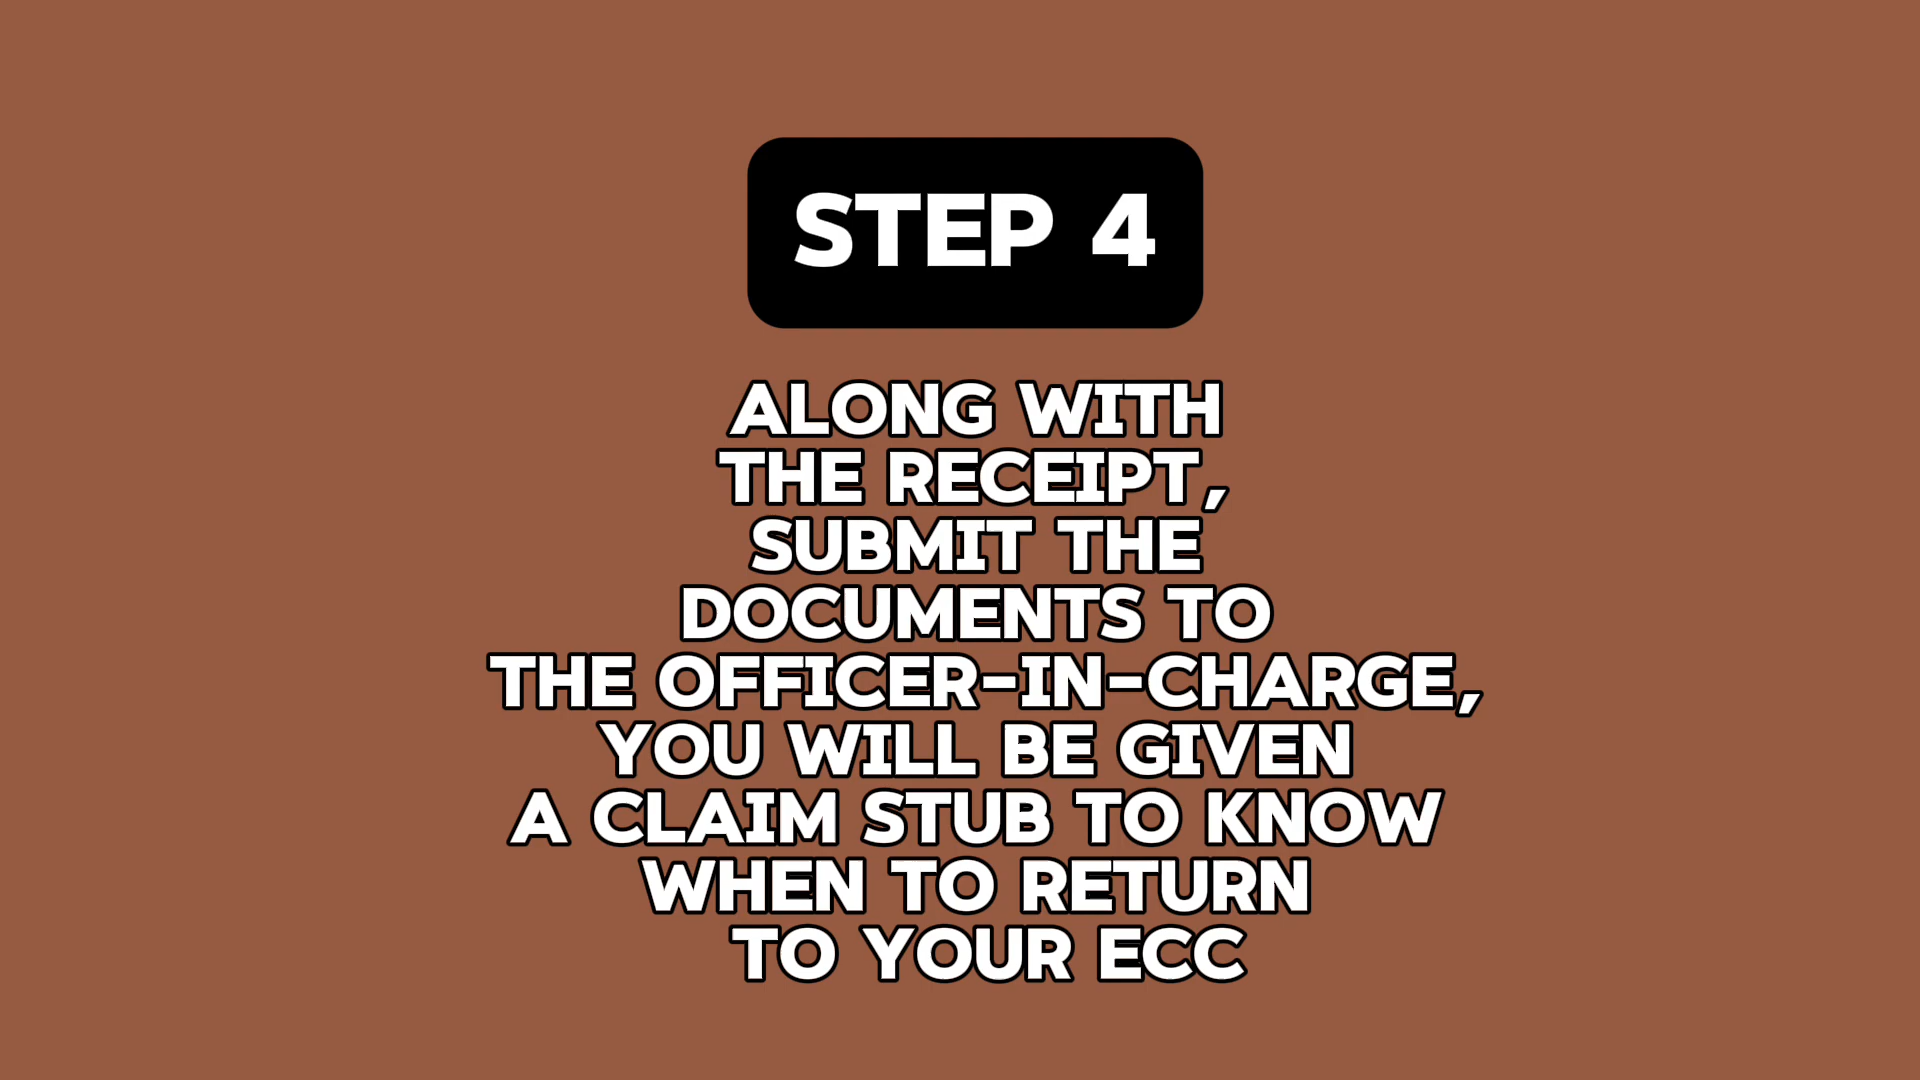 STEP 4
ALONG WITH
THE RECEIPT,
SUBMIT THE
DOCUMENTS TO
THE OFFICER-IN-CHARGE,
YOU WILL BE GIVEN
A CLAIM STUB TO KNOW
WHEN TO RETURN
TO YOUR ECC